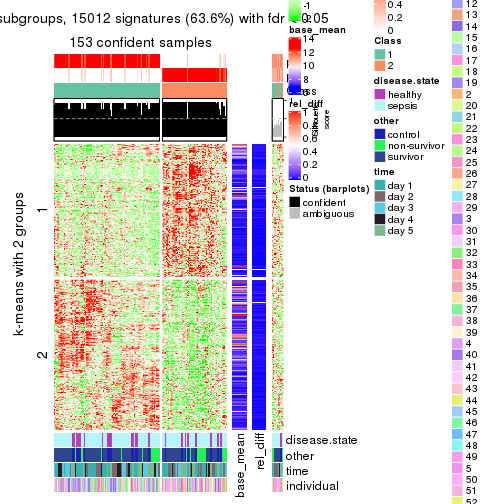 subgroups, 15012 signatures (63.6%) with fdr < 0.05
153 confident samples
k-means with 2 groups
1
2
base_mean
rel_diff
disease.state
other
time
individual
-1
base_mean
14
12
10
8
6
rel_diff
1
0.8
0.6
0.4
0.2
0
Status (barplots)
confident
ambiguous
score
0.4
0.2
0
Class
1
2
disease.state
healthy
sepsis
other
control
non-survivor
survivor
time
day 1
day 2
day 3
day 4
day 5
12
13
14
15
16
17
18
19
2
20
21
22
23
24
25
26
27
28
29
3
30
31
32
33
34
35
36
37
38
39
4
40
41
42
43
44
45
46
47
48
49
5
50
51
52